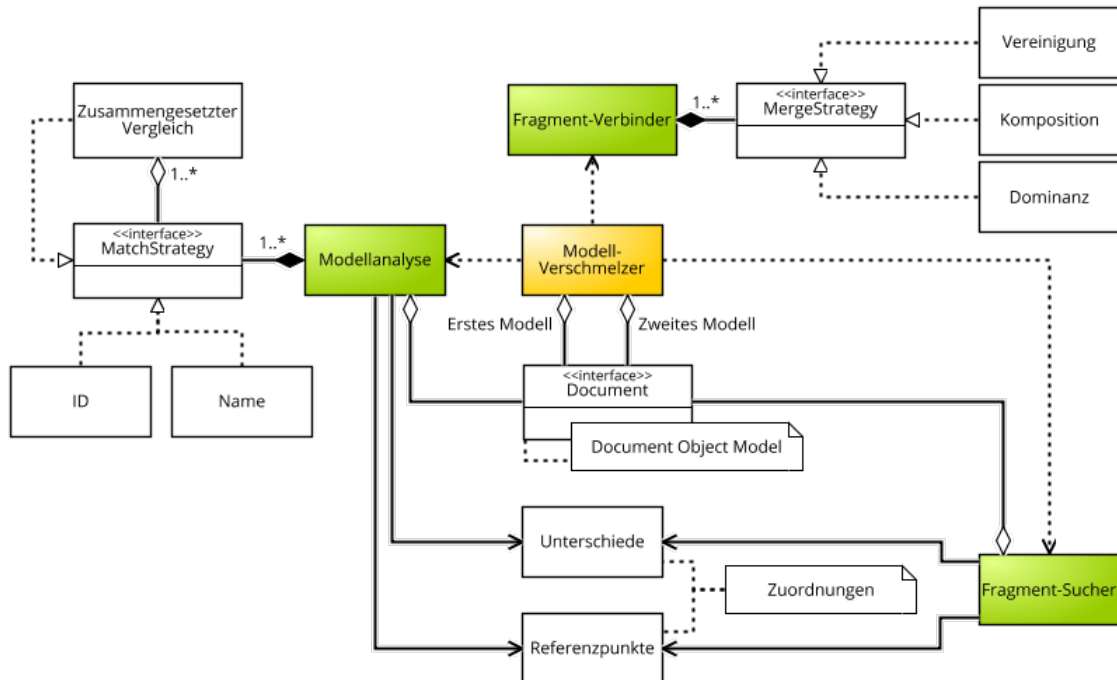 Vereinigung
Zusammengesetzter
Vergleich
1..*
Fragment-Verbinder
1..*
<<interface>>
MergeStrategy
Komposition
Dominanz
<<interface>>
MatchStrategy
1..*
Modellanalyse
Modell-
Verschmelzer
Erstes Modell
Zweites Modell
ID
Name
<<interface>>
Document
Document Object Model
Unterschiede
Zuordnungen
Fragment-Sucher
Referenzpunkte